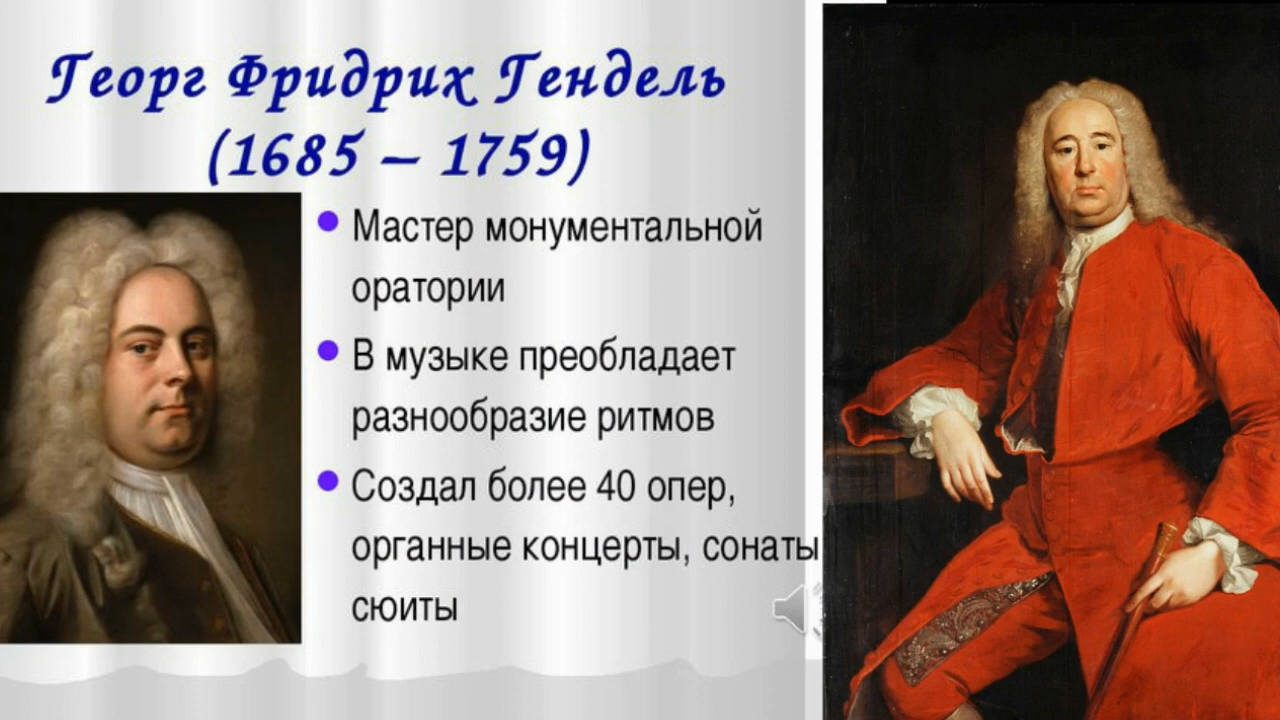 Георг Фридрих Гендель
(1685 – 1759)
Мастер монументальной
оратории
В музыке преобладает
разнообразие ритмов
Создал более 40 опер,
органные концерты, сонаты
сюиты